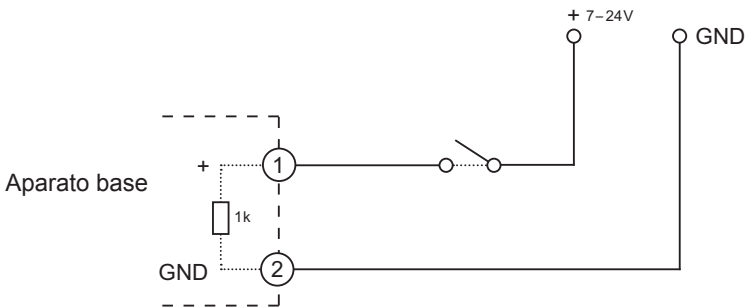 + 7–24V
GND
+
1
Aparato base
1k
GND
2